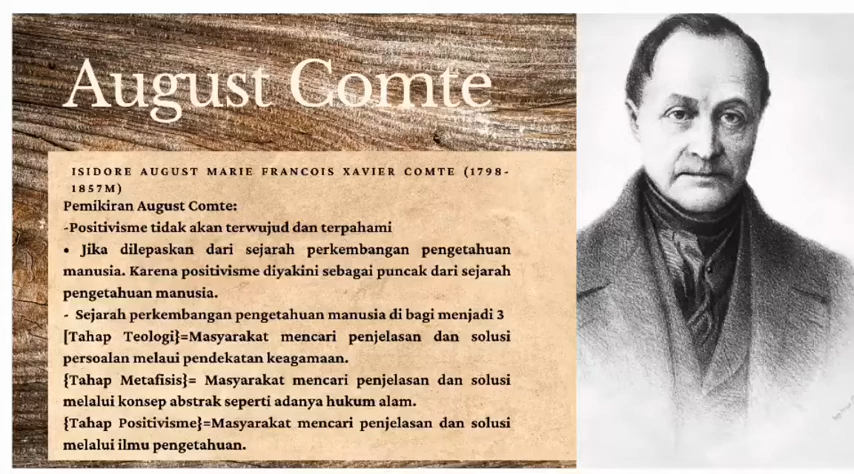 August Comte
ISIDORE AUGUST MARIE FRANCOIS XAVIER COMTE (1798-
1857M)
Pemikiran August Comte:
-Positivisme tidak akan terwujud dan terpahami
• Jika dilepaskan dari sejarah perkembangan pengetahuan
manusia. Karena positivisme diyakini sebagai puncak dari sejarah
pengetahuan manusia.
- Sejarah perkembangan pengetahuan manusia di bagi menjadi 3
[Tahap Teologi}=Masyarakat mencari penjelasan dan solusi
persoalan melaui pendekatan keagamaan.
{Tahap Metafisis}= Masyarakat mencari penjelasan dan solusi
melalui konsep abstrak seperti adanya hukum alam.
{Tahap Positivisme}=Masyarakat mencari penjelasan dan solusi
melalui ilmu pengetahuan.